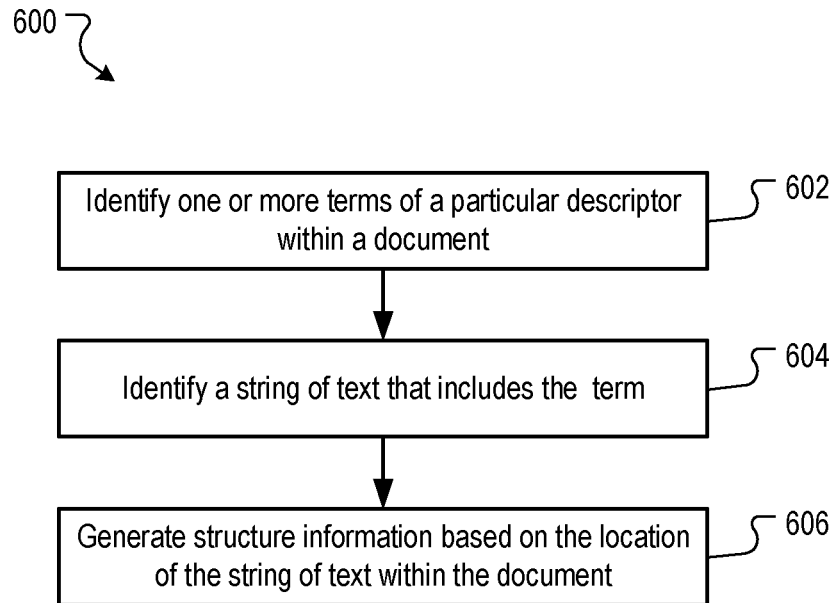 600
Identify one or more terms of a particular descriptor
within a document
602
Identify a string of text that includes the term
604
Generate structure information based on the location
of the string of text within the document
606